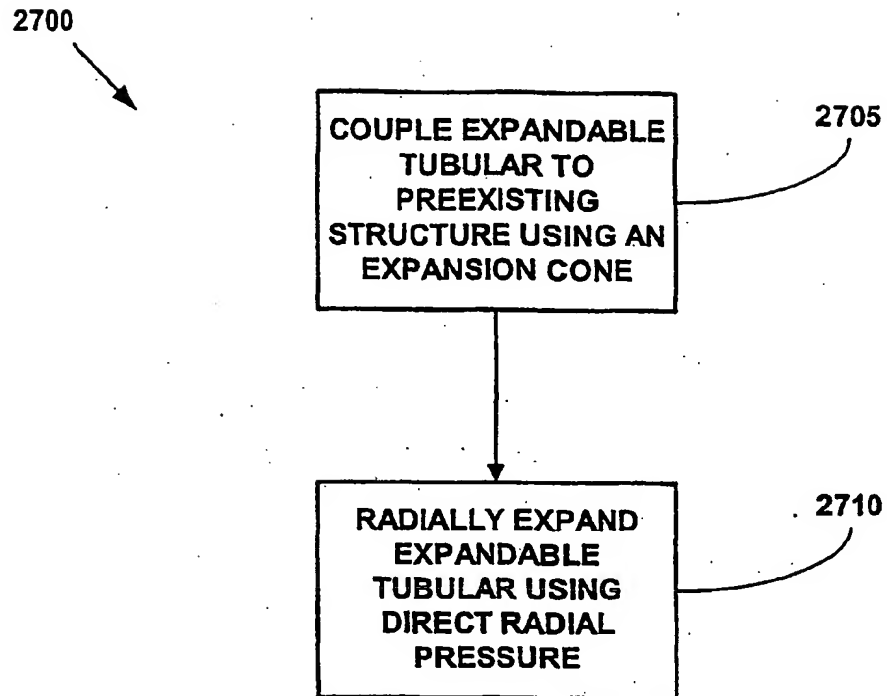 2700
COUPLE EXPANDABLE
TUBULAR TO
PREEXISTING
STRUCTURE USING AN
EXPANSION CONE
2705
RADIALLY EXPAND
EXPANDABLE
TUBULAR USING
DIRECT RADIAL
PRESSURE
2710